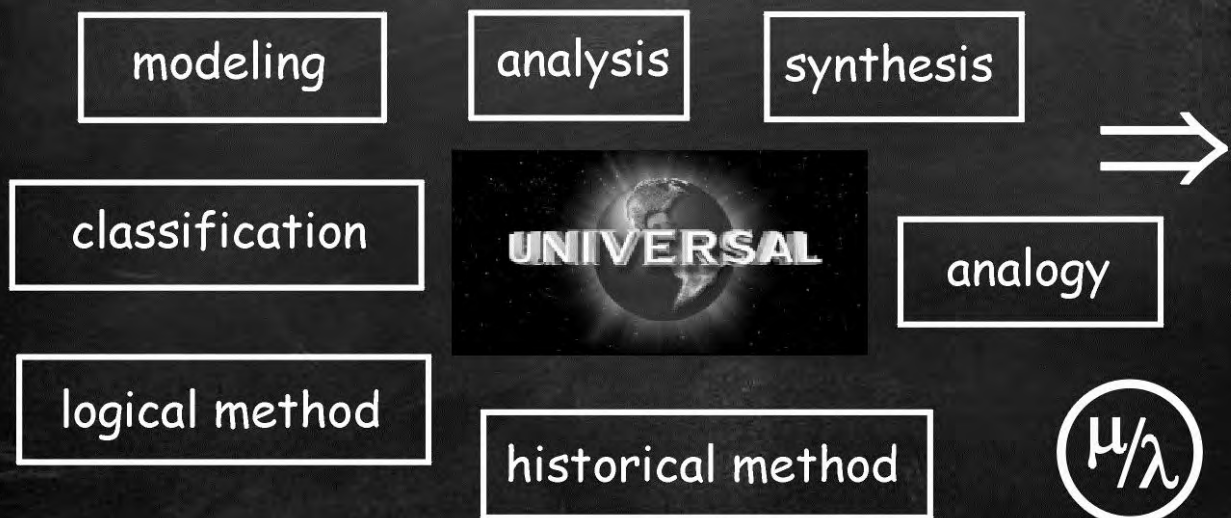 modeling
analysis
synthesis
⇒
classification
UNIVERSAL
analogy
logical method
historical method
μ/λ